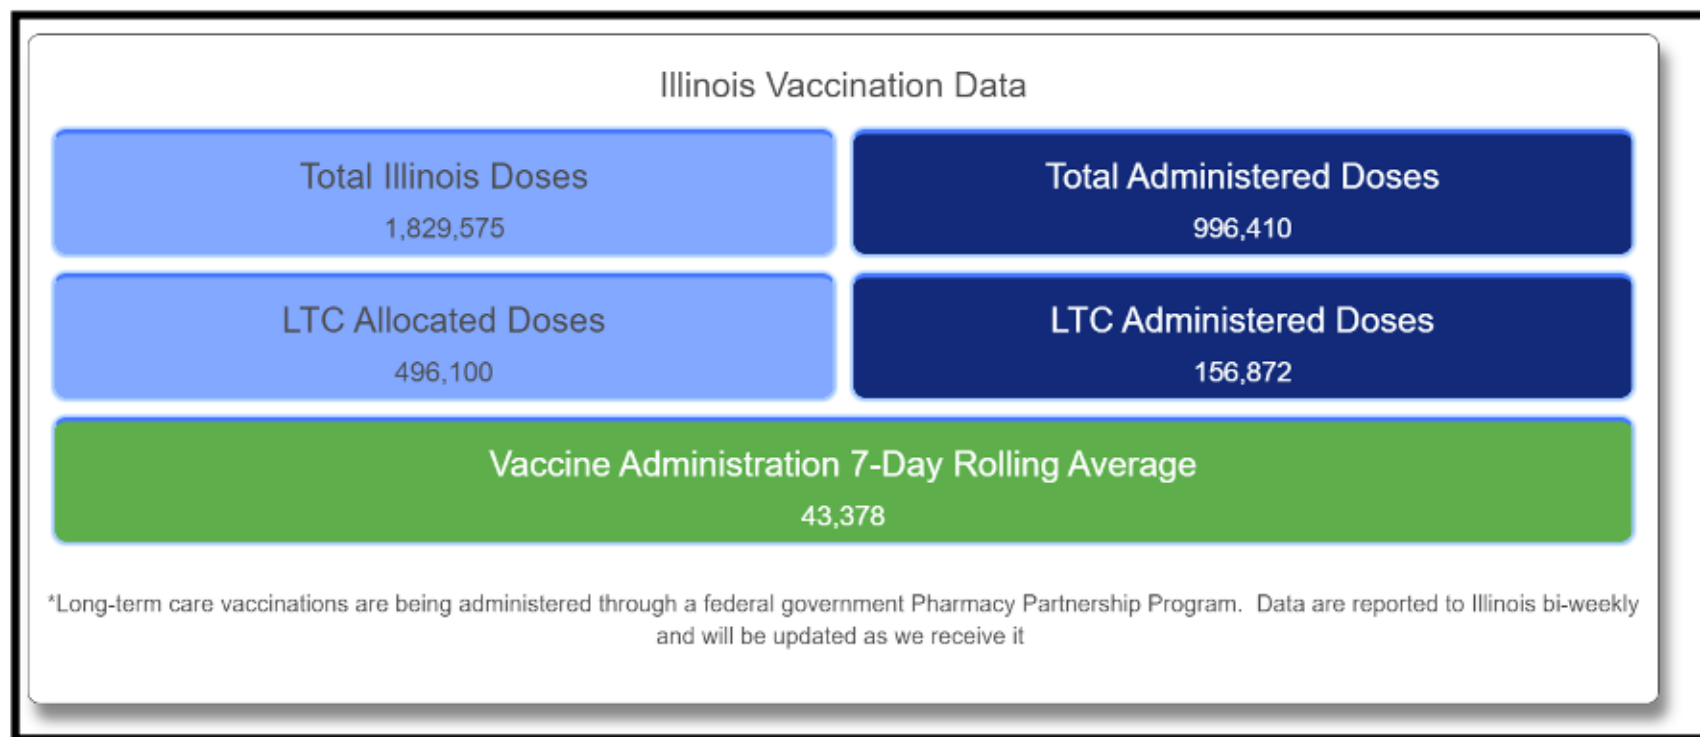 Illinois Vaccination Data
Total Illinois Doses
1,829,575
Total Administered Doses
996,410
LTC Allocated Doses
496,100
LTC Administered Doses
156,872
Vaccine Administration 7-Day Rolling Average
43,378
*Long-term care vaccinations are being administered through a federal government Pharmacy Partnership Program.  Data are reported to Illinois bi-weekly
and will be updated as we receive it